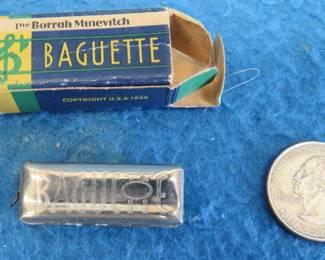 The Borrah Minevitch
BAGUETTE
COPYRIGHT U.S.A 1936
BAGUETTE